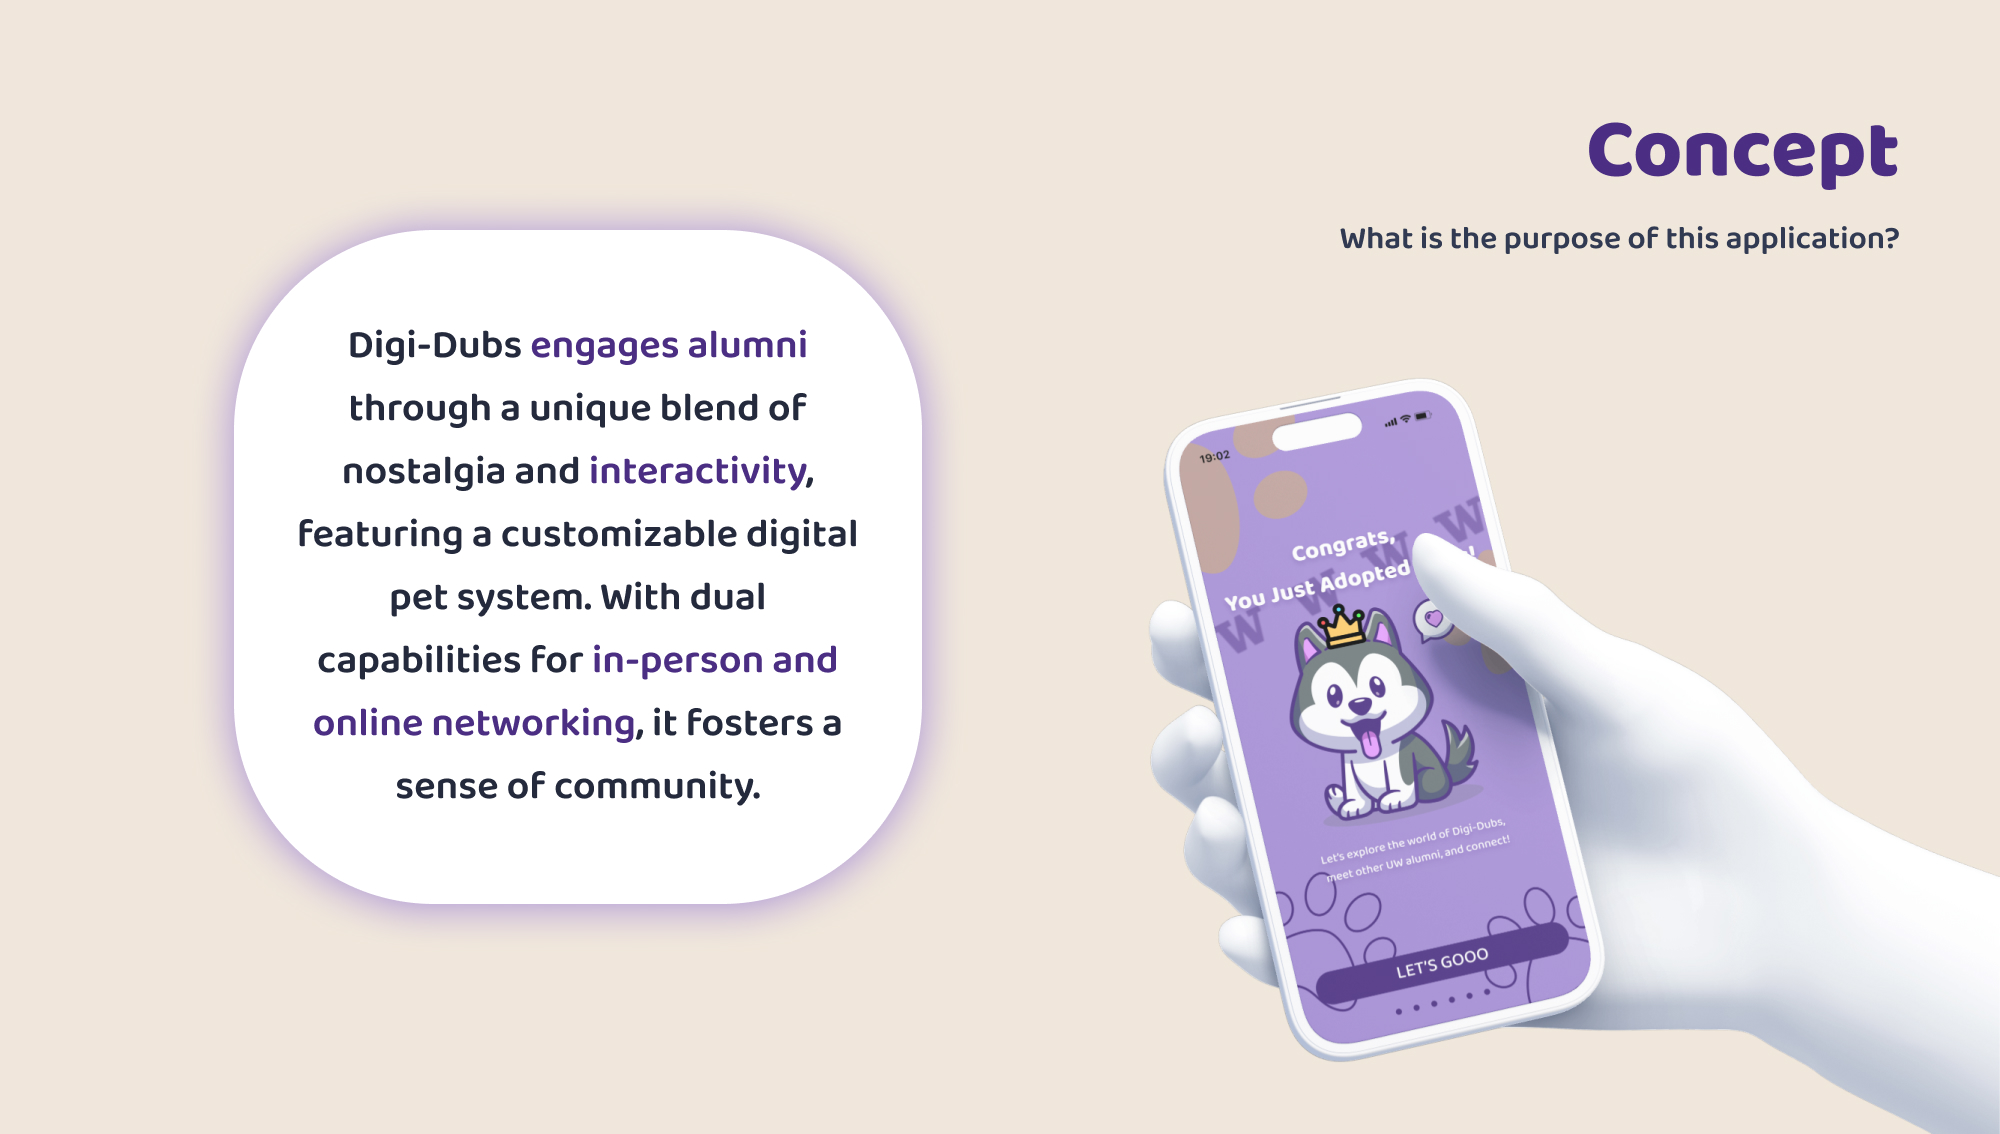 Concept
What is the purpose of this application?
Digi-Dubs engages alumni
through a unique blend of
nostalgia and interactivity,
featuring a customizable digital
pet system. With dual
capabilities for in-person and
online networking, it fosters a
sense of community.
19:02
W W W W
Congrats,
You Just Adopted
Let's explore the world of Digi-Dubs,
meet other UW alumni, and connect!
LET'S GOOO